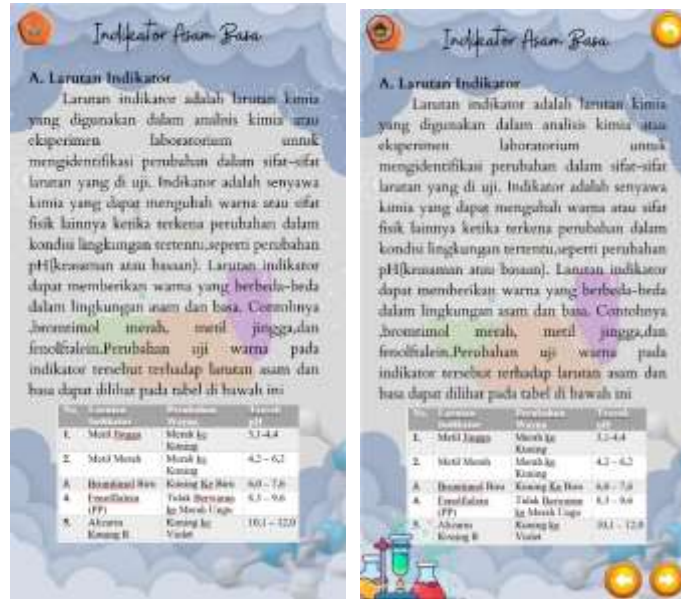 Indikator Asam Basa
A. Larutan Indikator
Larutan indikator adalah larutan kimia
yang digunakan dalam analisis kimia atau
eksperimen laboratorium untuk
mengidentifikasi perubahan dalam sifat-sifat
larutan yang di uji. Indikator adalah senyawa
kimia yang dapat mengubah warna atau sifat
fisik lainnya ketika terkena perubahan dalam
kondisi lingkungan tertentu,seperti perubahan
pH(keasaman atau basaan). Larutan indikator
dapat memberikan warna yang berbeda-beda
dalam lingkungan asam dan basa. Contohnya
,bromtimol merah, metil jingga,dan
fenolftalein.Perubahan uji warna pada
indikator tersebut terhadap larutan asam dan
basa dapat dilihat pada tabel di bawah ini
No. Larutan Indikator Perubahan Warna Trayek pH
1. Metil Jingga Merah ke Kuning 3,1-4,4
2. Metil Merah Merah ke Kuning 4,2 – 6,2
3. Bromtimol Biru Kuning Ke Biru 6,0 – 7,6
4. Fenolftalein (PP) Tidak Berwarna ke Merah Ungu 8,3 – 9,6
5. Alizarin Kuning R Kuning ke Violet 10,1 – 12,0
Indikator Asam Basa
A. Larutan Indikator
Larutan indikator adalah larutan kimia
yang digunakan dalam analisis kimia atau
eksperimen laboratorium untuk
mengidentifikasi perubahan dalam sifat-sifat
larutan yang di uji. Indikator adalah senyawa
kimia yang dapat mengubah warna atau sifat
fisik lainnya ketika terkena perubahan dalam
kondisi lingkungan tertentu,seperti perubahan
pH(keasaman atau basaan). Larutan indikator
dapat memberikan warna yang berbeda-beda
dalam lingkungan asam dan basa. Contohnya
,bromtimol merah, metil jingga,dan
fenolftalein.Perubahan uji warna pada
indikator tersebut terhadap larutan asam dan
basa dapat dilihat pada tabel di bawah ini
No. Larutan Indikator Perubahan Warna Trayek pH
1. Metil Jingga Merah ke Kuning 3,1-4,4
2. Metil Merah Merah ke Kuning 4,2 – 6,2
3. Bromtimol Biru Kuning Ke Biru 6,0 – 7,6
4. Fenolftalein (PP) Tidak Berwarna ke Merah Ungu 8,3 – 9,6
5. Alizarin Kuning R Kuning ke Violet 10,1 – 12,0